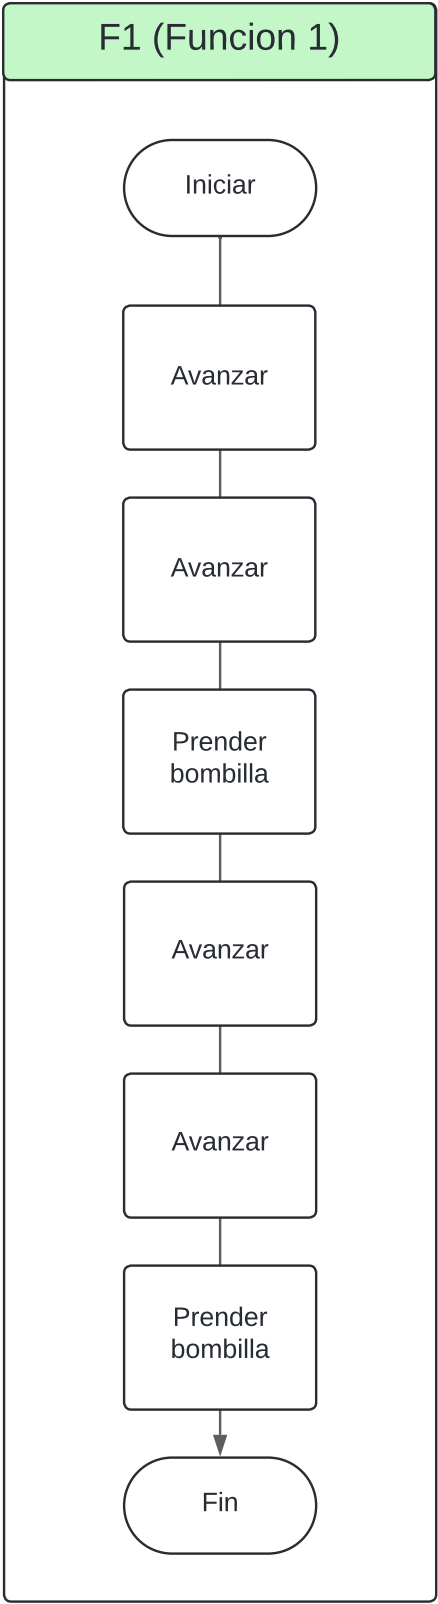 F1 (Funcion 1)
Iniciar
Avanzar
Avanzar
Prender
bombilla
Avanzar
Avanzar
Prender
bombilla
Fin